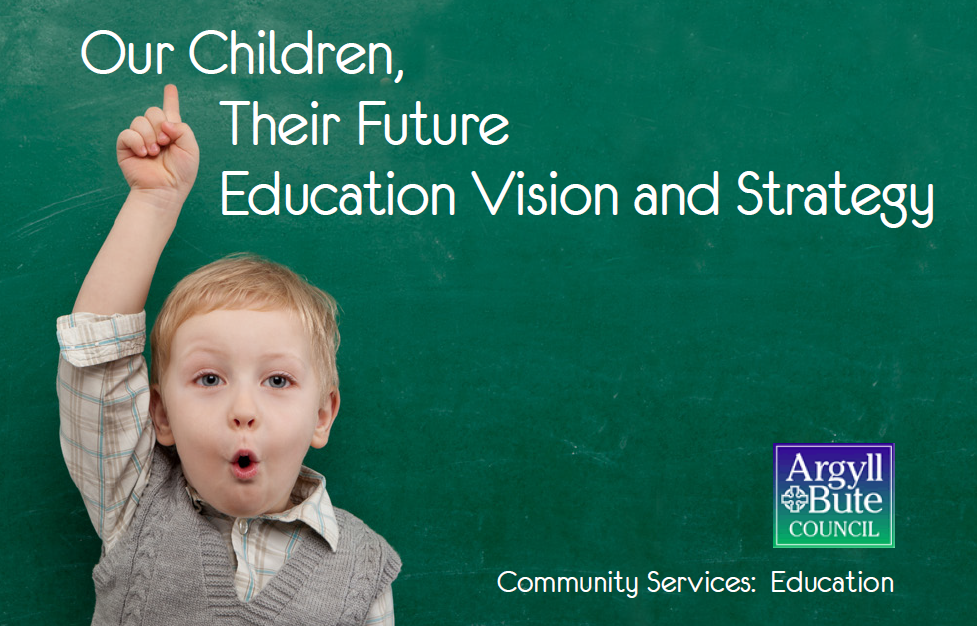 Our Children,
Their Future
Education Vision and Strategy
Argyll
Bute
COUNCIL
Community Services: Education